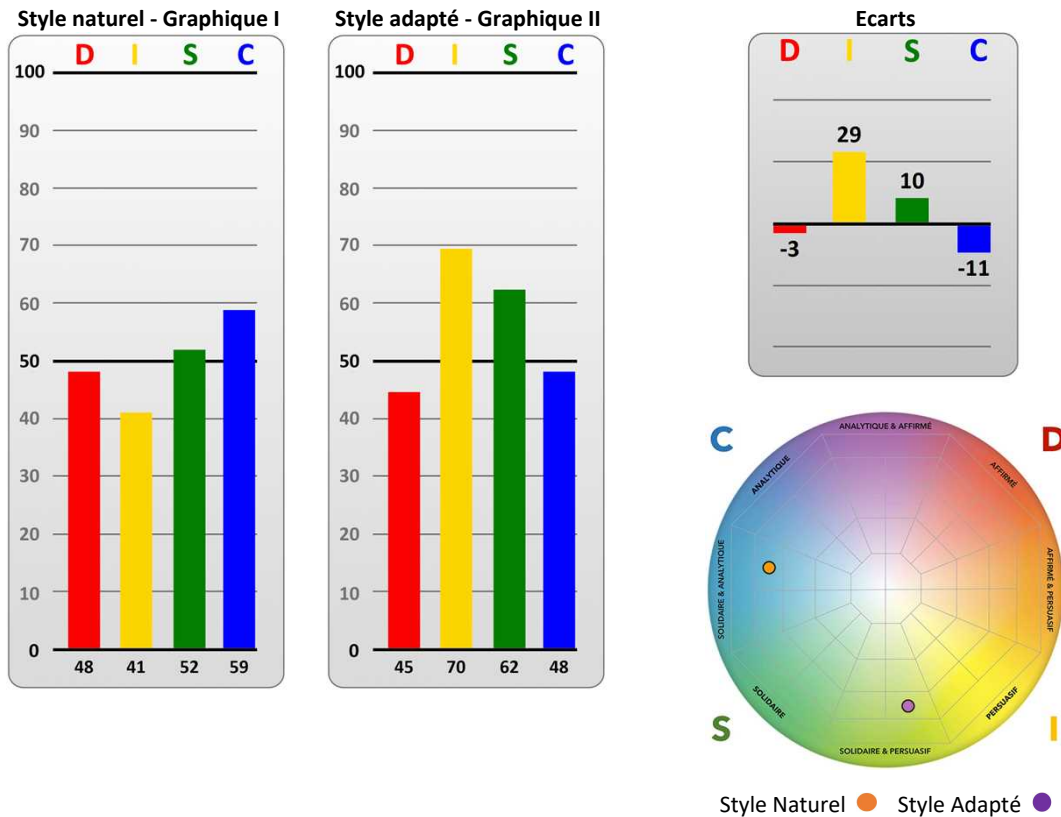 Style naturel - Graphique I
D I S C
100
90
80
70
60
50
40
30
20
10
0
48 41 52 59
Style adapté - Graphique II
D I S C
100
90
80
70
60
50
40
30
20
10
0
45 70 62 48
Ecarts
D I S C
29
10
-3
-11
C
D
ANALYTIQUE & AFFIRMÉ
ANALYTIQUE
AFFIRMÉ
SOLIDAIRE & ANALYTIQUE
AFFIRMÉ & PERSUASIF
SOLIDAIRE
PERSUASIF
SOLIDAIRE & PERSUASIF
S
I
Style Naturel
Style Adapté